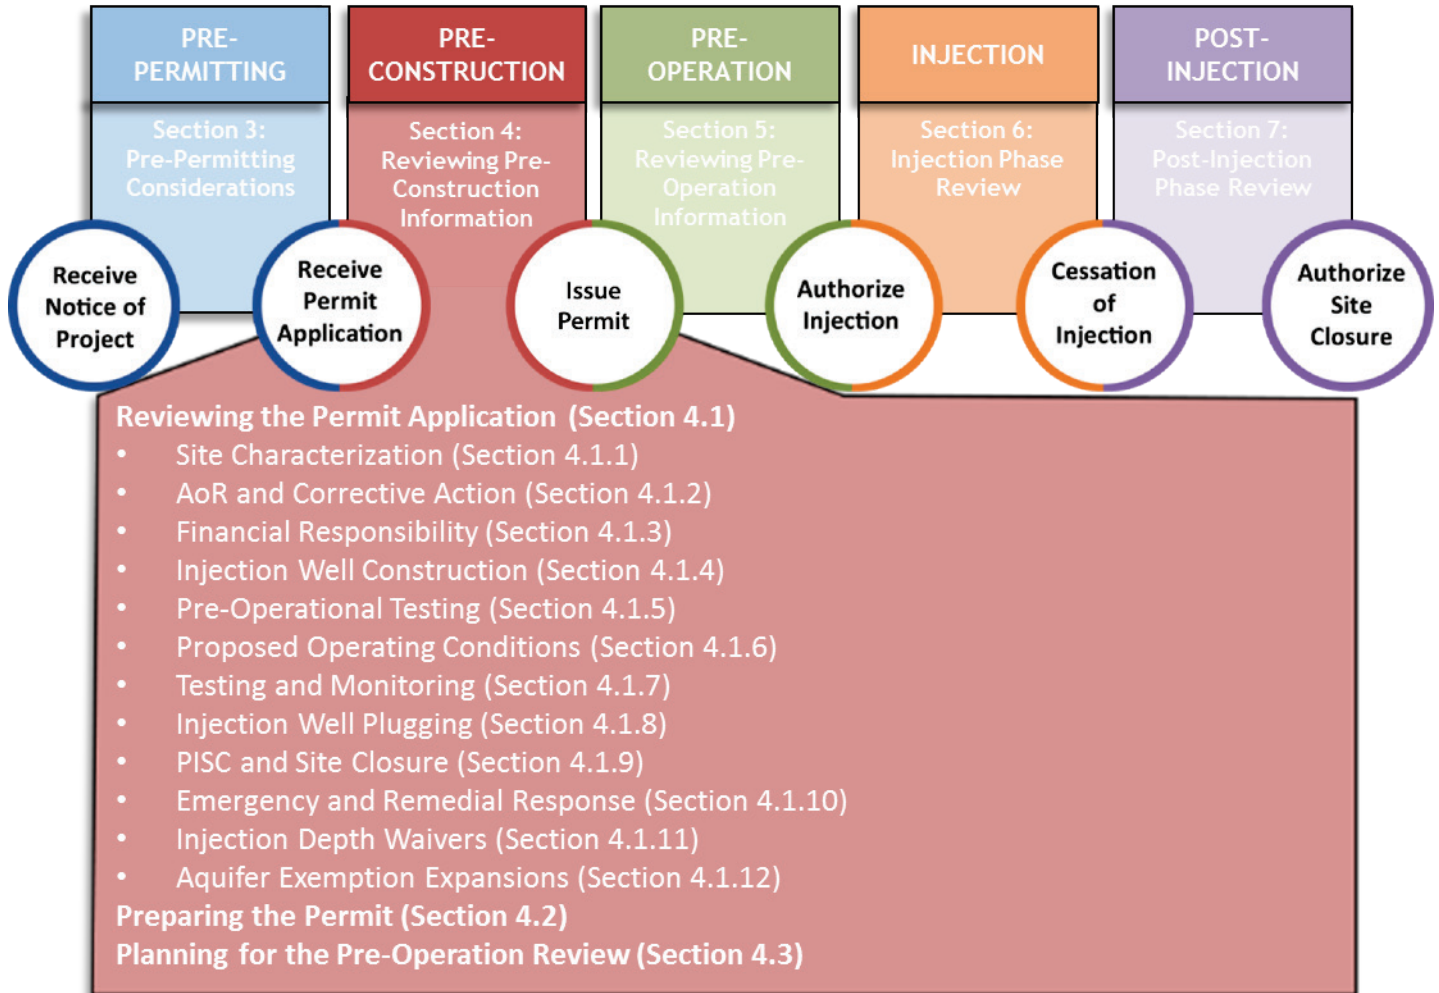 PRE-
PERMITTING
PRE-
CONSTRUCTION
PRE-
OPERATION
INJECTION
POST-
INJECTION
Section 3:
Pre-Permitting
Considerations
Section 4:
Reviewing Pre-
Construction
Information
Section 5:
Reviewing Pre-
Operation
Information
Section 6:
Injection Phase
Review
Section 7:
Post-Injection
Phase Review
Receive
Notice of
Project
Receive
Permit
Application
Issue
Permit
Authorize
Injection
Cessation
of
Injection
Authorize
Site
Closure
Reviewing the Permit Application (Section 4.1)
• Site Characterization (Section 4.1.1)
• AoR and Corrective Action (Section 4.1.2)
• Financial Responsibility (Section 4.1.3)
• Injection Well Construction (Section 4.1.4)
• Pre-Operational Testing (Section 4.1.5)
• Proposed Operating Conditions (Section 4.1.6)
• Testing and Monitoring (Section 4.1.7)
• Injection Well Plugging (Section 4.1.8)
• PISC and Site Closure (Section 4.1.9)
• Emergency and Remedial Response (Section 4.1.10)
• Injection Depth Waivers (Section 4.1.11)
• Aquifer Exemption Expansions (Section 4.1.12)
Preparing the Permit (Section 4.2)
Planning for the Pre-Operation Review (Section 4.3)